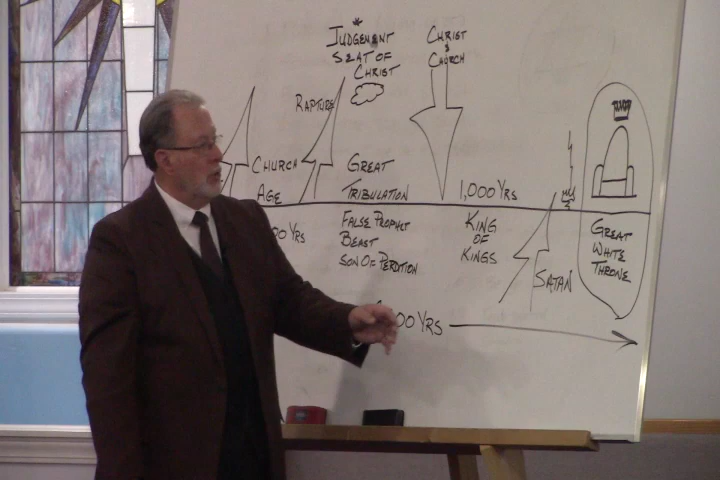 JUDGEMENT
SEAT OF
CHRIST
CHRIST
&
CHURCH
RAPTURE
CHURCH
AGE
GREAT
TRIBULATION
1,000 YRS
YRS
FALSE PROPHET
BEAST
SON OF PERDITION
KING
OF
KINGS
SATAN
GREAT
WHITE
THRONE
00 YRS